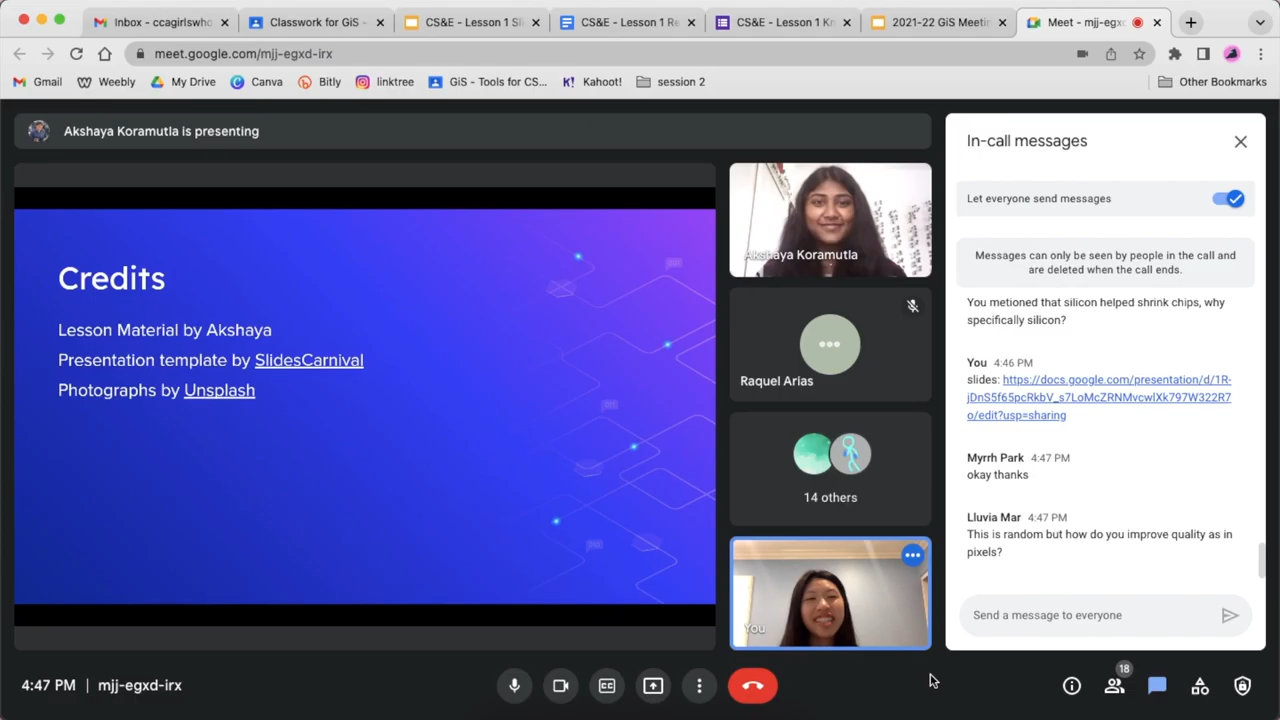 Inbox - ccagirlswho
Classwork for GiS -
CS&E - Lesson 1 Sli
CS&E - Lesson 1 Re
CS&E - Lesson 1 Kn
2021-22 GiS Meetin
Meet - mjj-egxd-
meet.google.com/mjj-egxd-irx
Gmail
Weebly
My Drive
Canva
Bitly
linktree
GiS - Tools for CS...
Kahoot!
session 2
Other Bookmarks
Akshaya Koramutla is presenting
Credits
Lesson Material by Akshaya
Presentation template by SlidesCarnival
Photographs by Unsplash
Akshaya Koramutla
Raquel Arias
14 others
You
In-call messages
Let everyone send messages
Messages can only be seen by people in the call and
are deleted when the call ends.
You metioned that silicon helped shrink chips, why
specifically silicon?
You 4:46 PM
slides: https://docs.google.com/presentation/d/1R-
jDnS5f65pcRkbV_s7LoMcZRNMvcwlXk797W322R7
o/edit?usp=sharing
Myrrh Park 4:47 PM
okay thanks
Lluvia Mar 4:47 PM
This is random but how do you improve quality as in
pixels?
Send a message to everyone
4:47 PM | mjj-egxd-irx
18